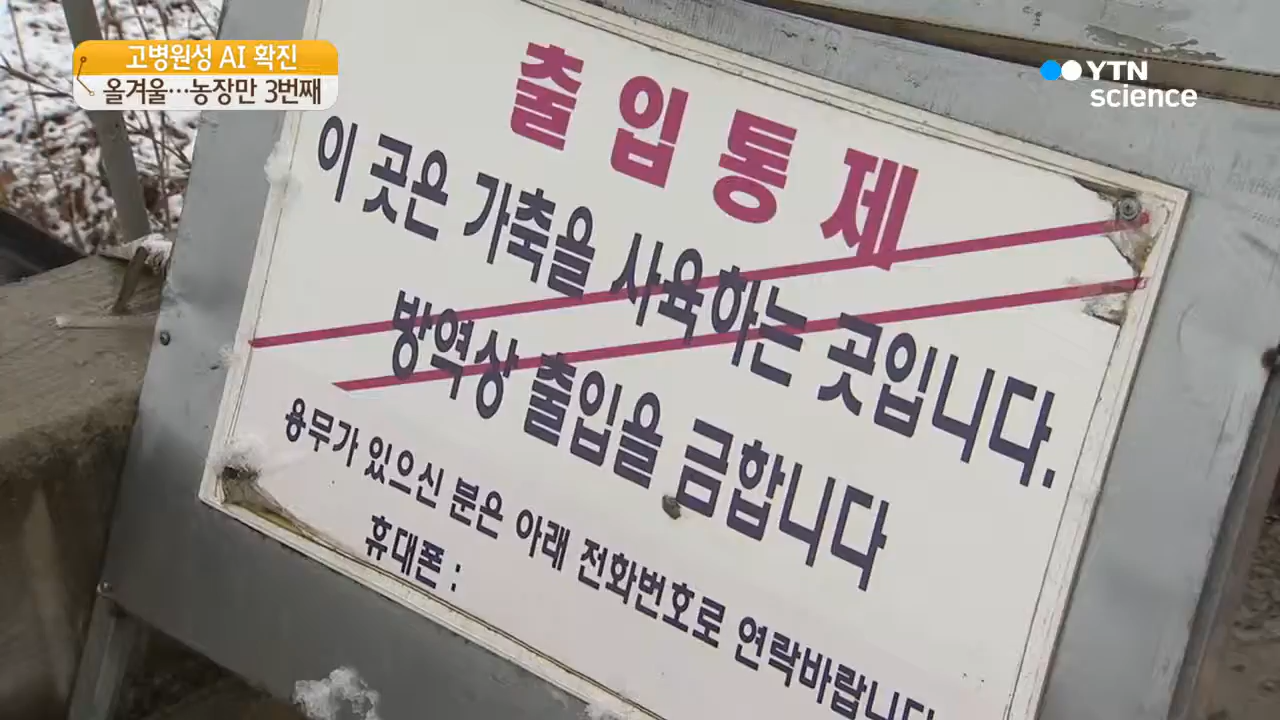 고병원성 AI 확진
올겨울…농장만 3번째
YTN
science
출입통제
이 곳은 가축을 사육하는 곳입니다.
방역상 출입을 금합니다
용무가 있으신 분은 아래 전화번호로 연락바랍니다
휴대폰 :